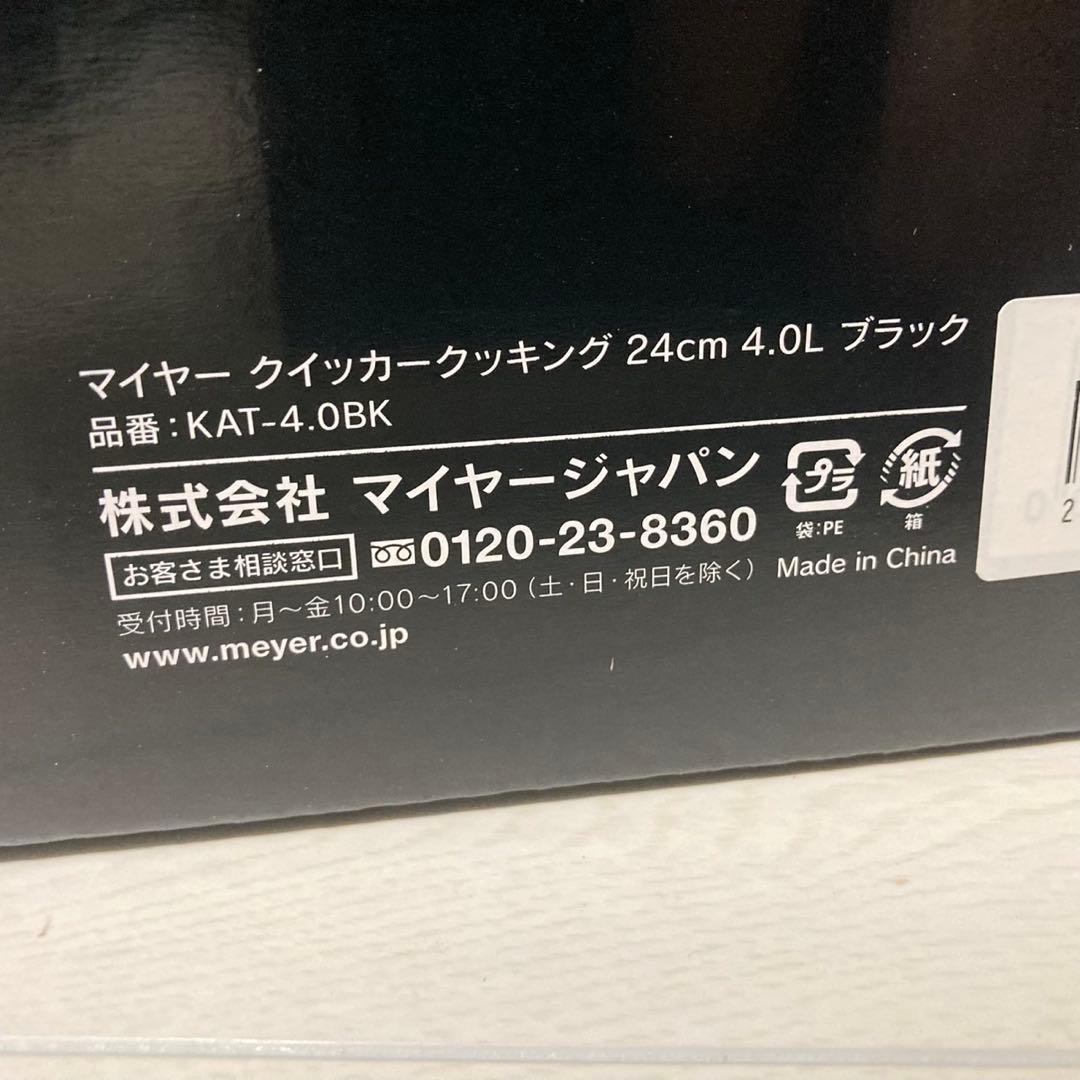 マイヤー クイッカークッキング 24cm 4.0L ブラック
品番:KAT-4.0BK
株式会社 マイヤージャパン
プラ
紙
袋:PE
箱
お客さま相談窓口 0120-23-8360
受付時間:月〜金10:00〜17:00(土・日・祝日を除く) Made in China
www.meyer.co.jp
2